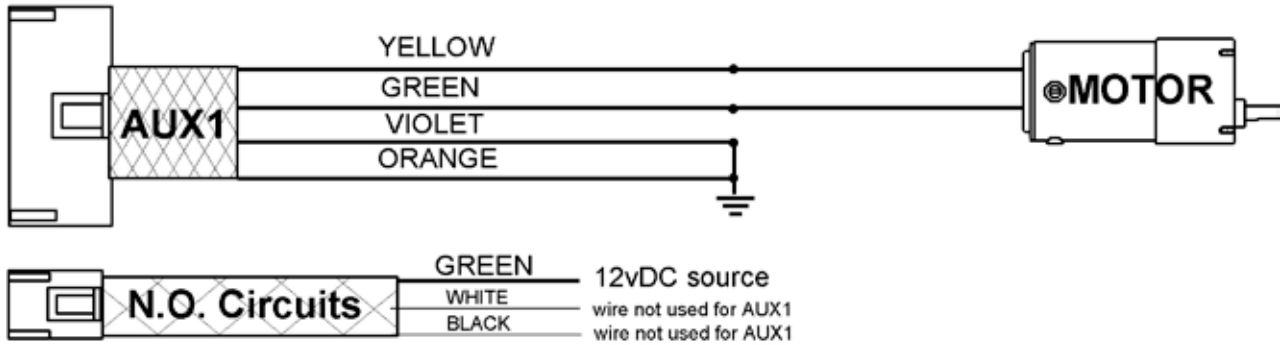 YELLOW
GREEN
AUX1
VIOLET
ORANGE
MOTOR
N.O. Circuits
GREEN 12vDC source
WHITE wire not used for AUX1
BLACK wire not used for AUX1